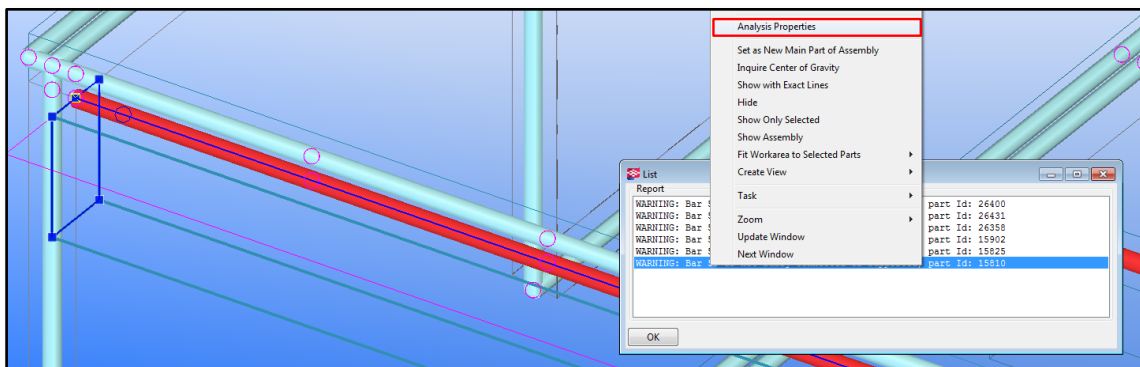 Analysis Properties
Set as New Main Part of Assembly
Inquire Center of Gravity
Show with Exact Lines
Hide
Show Only Selected
Show Assembly
Fit Workarea to Selected Parts
Create View
Task
Zoom
Update Window
Next Window
List
Report
WARNING: Bar part Id: 26400
WARNING: Bar part Id: 26431
WARNING: Bar part Id: 26358
WARNING: Bar part Id: 15902
WARNING: Bar part Id: 15825
WARNING: Bar part Id: 15810
OK